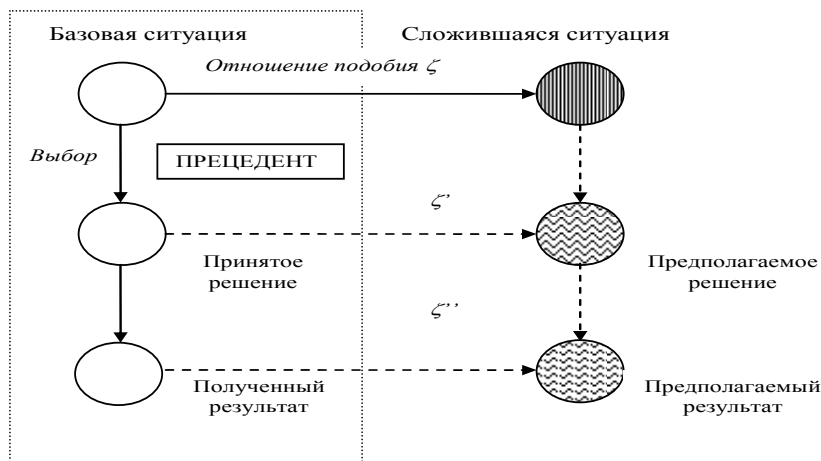 Базовая ситуация
Сложившаяся ситуация
Отношение подобия ζ
Выбор
ПРЕЦЕДЕНТ
ζ’
Принятое
решение
Предполагаемое
решение
ζ’’
Полученный
результат
Предполагаемый
результат